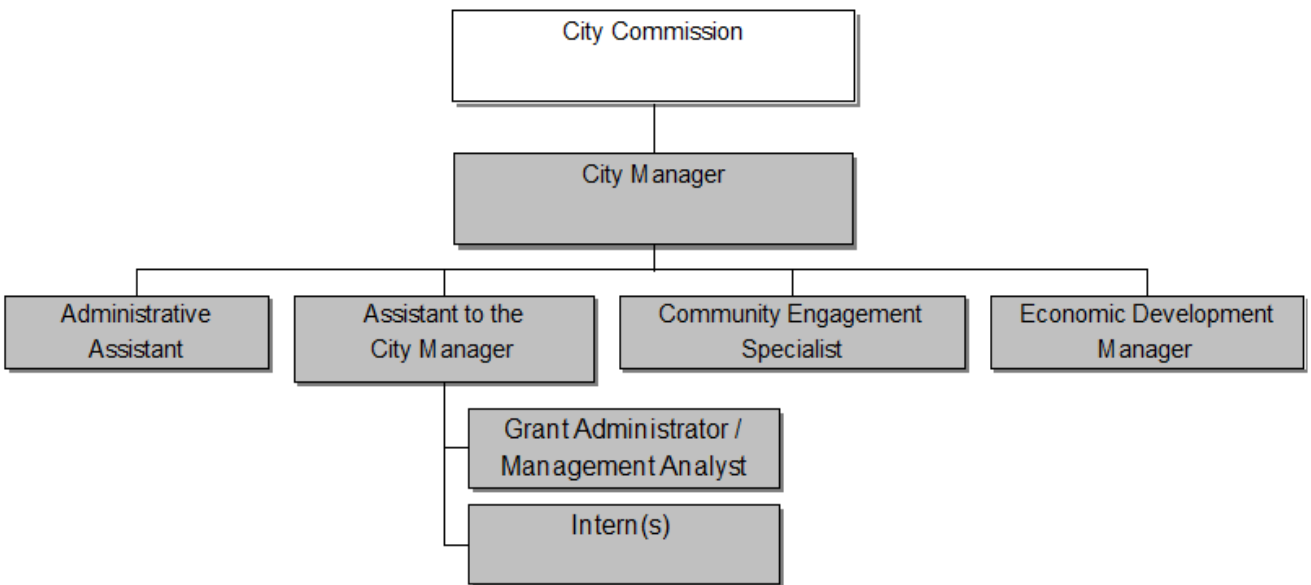 City Commission
City Manager
Administrative
Assistant
Assistant to the
City Manager
Community Engagement
Specialist
Economic Development
Manager
Grant Administrator /
Management Analyst
Intern(s)